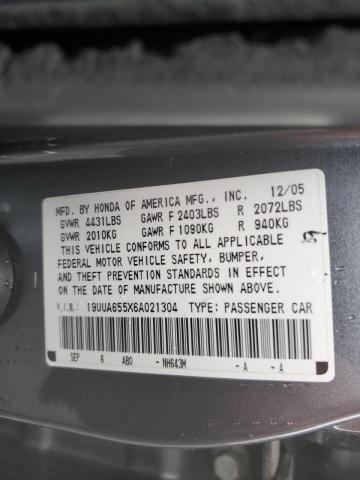 12/05
MFD. BY HONDA OF AMERICA MFG., INC.
GVWR 4431LBS GAWR F 2403LBS R 2072LBS
GVWR 2010KG GAWR F 1090KG R 940KG
THIS VEHICLE CONFORMS TO ALL APPLICABLE
FEDERAL MOTOR VEHICLE SAFETY, BUMPER,
AND THEFT PREVENTION STANDARDS IN EFFECT
ON THE DATE OF MANUFACTURE SHOWN ABOVE.
V.I.N.: 19UUA655X6A021304 TYPE: PASSENGER CAR
SEP 6 ABO - NH643M - A - A